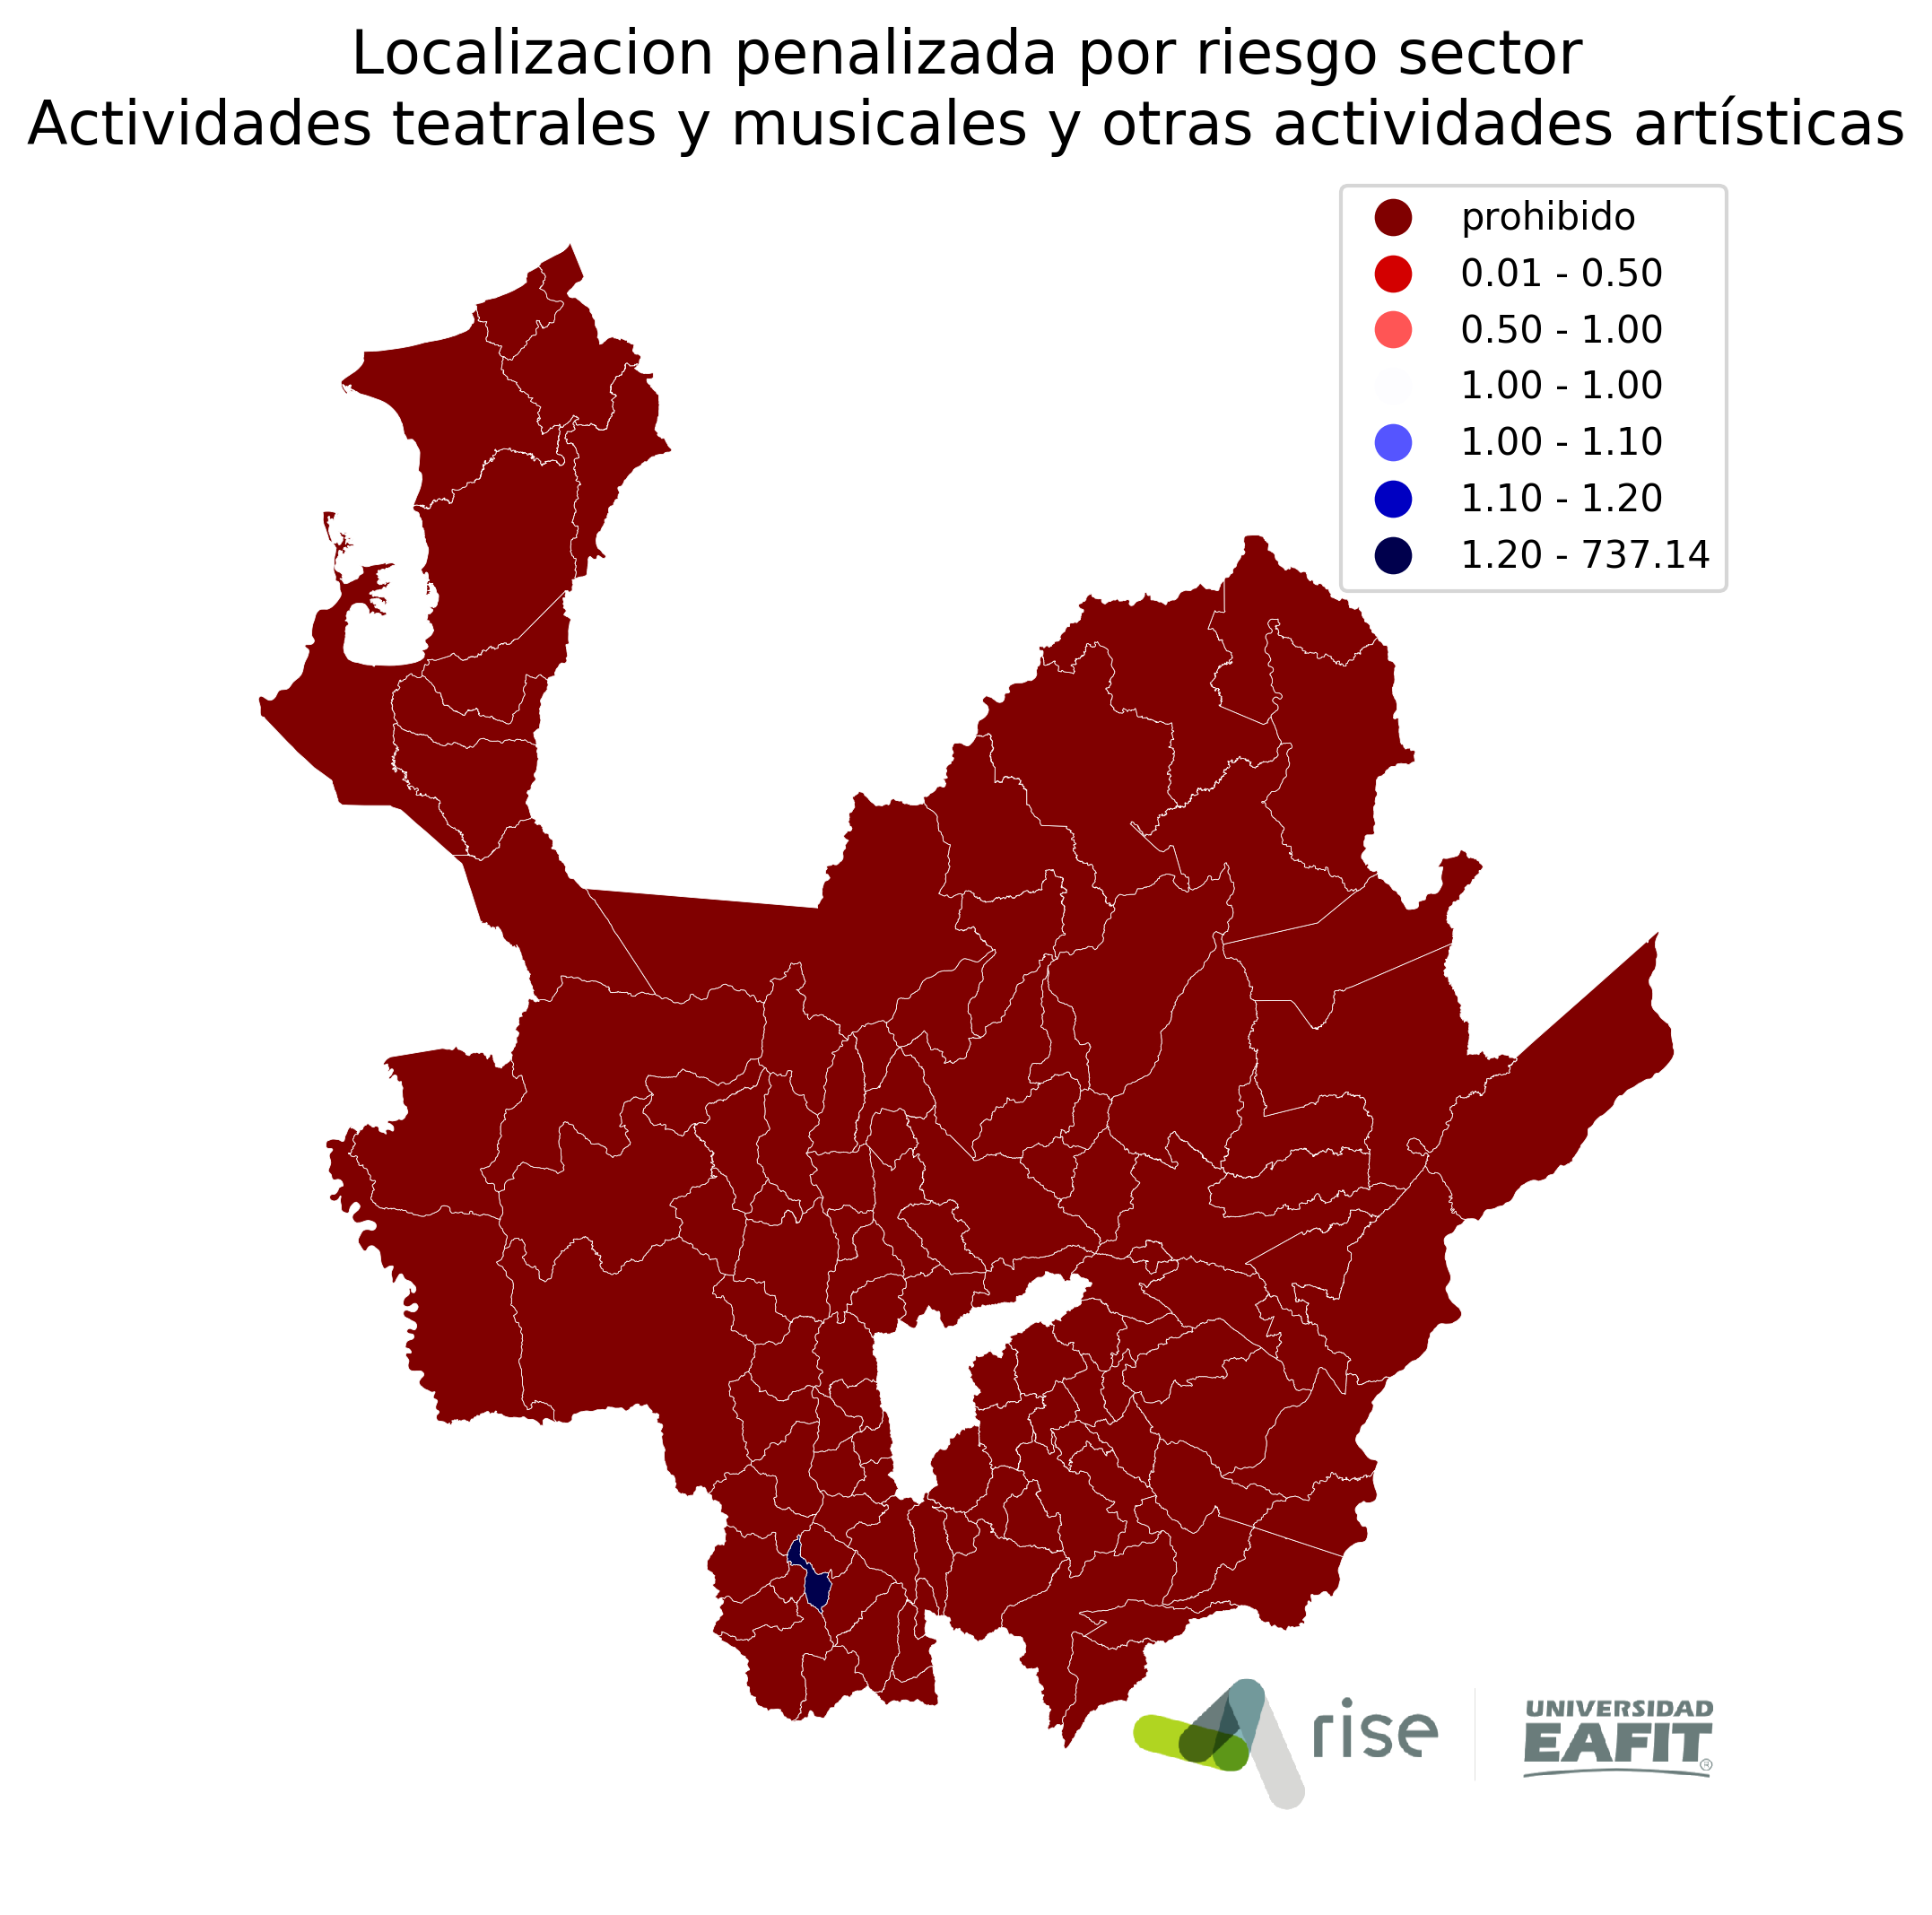 Localizacion penalizada por riesgo sector
Actividades teatrales y musicales y otras actividades artísticas
prohibido
0.01 - 0.50
0.50 - 1.00
1.00 - 1.00
1.00 - 1.10
1.10 - 1.20
1.20 - 737.14
rise
UNIVERSIDAD
EAFIT®